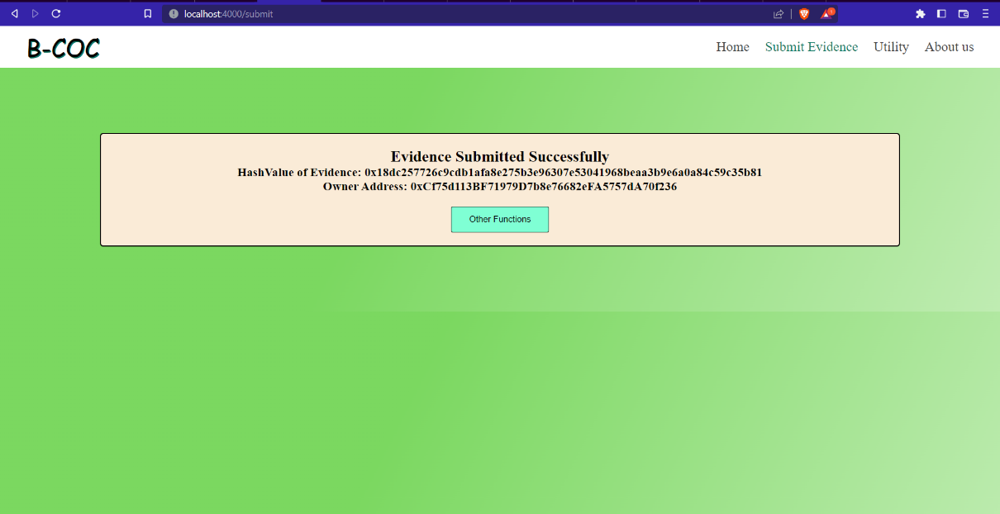 localhost:4000/submit
B-COC
Home Submit Evidence Utility About us
Evidence Submitted Successfully
HashValue of Evidence: 0x18dc257726c9cdb1afa8e275b3e96307e53041968beaa3b9e6a0a84c59c35b81
Owner Address: 0xCf75d113BF71979D7b8e76682eFA5757dA70f236
Other Functions